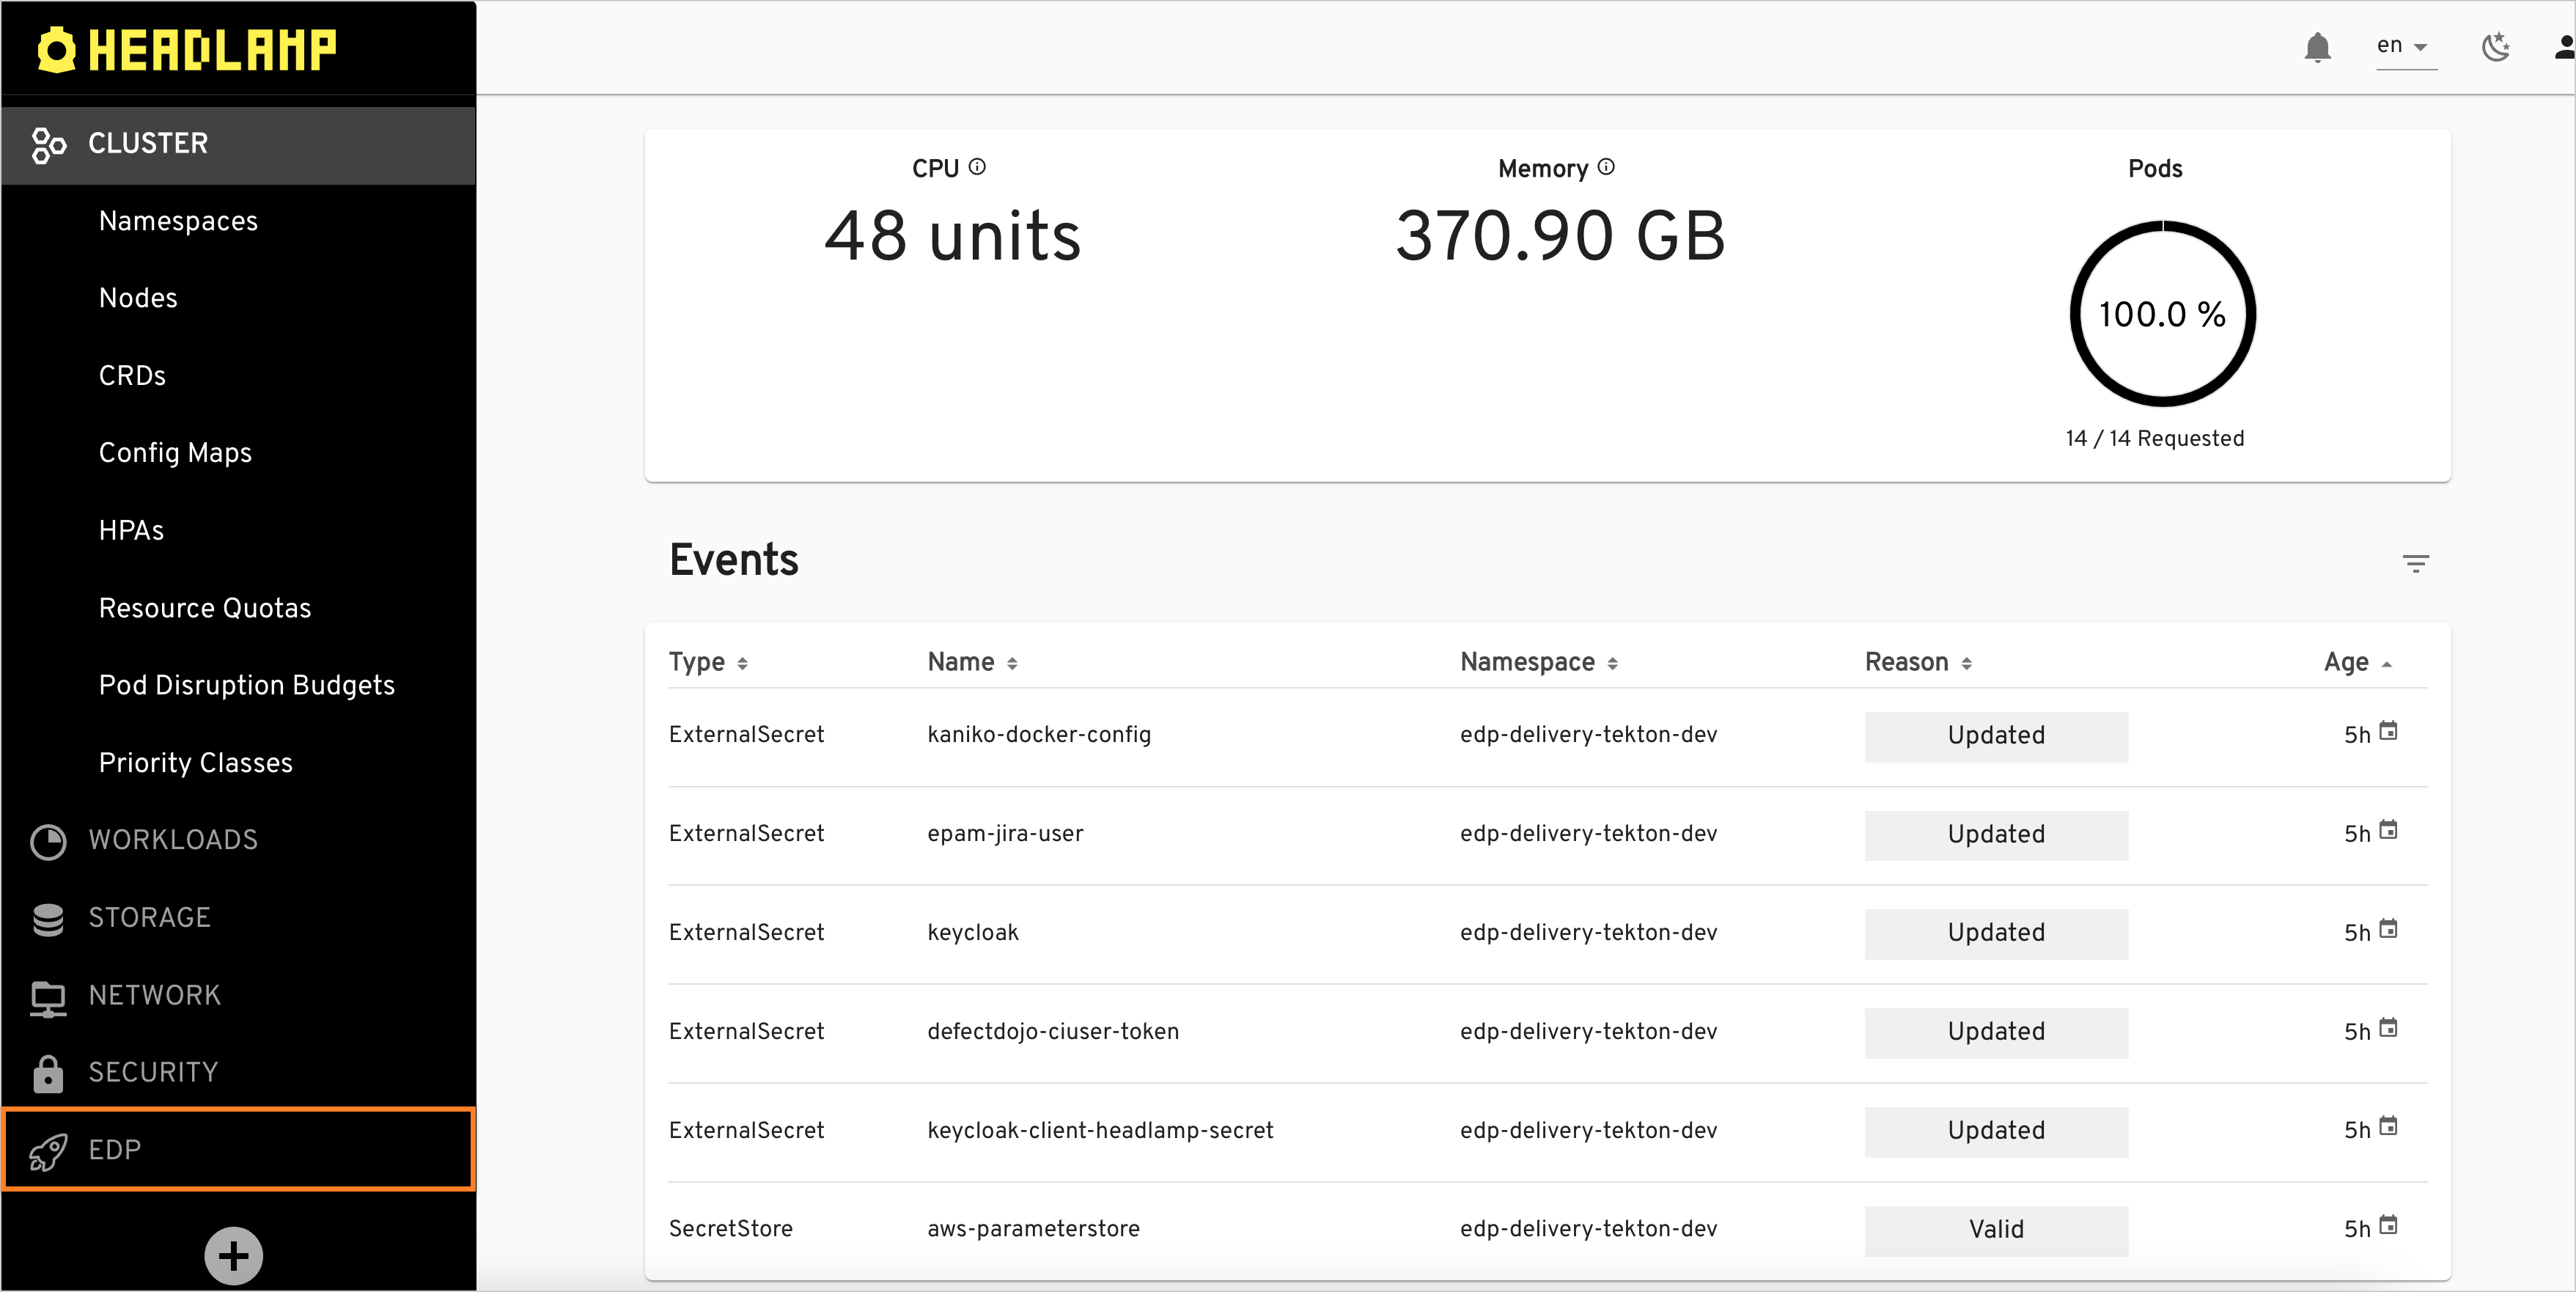 HEADLAMP
en
CLUSTER
Namespaces
Nodes
CRDs
Config Maps
HPAs
Resource Quotas
Pod Disruption Budgets
Priority Classes
WORKLOADS
STORAGE
NETWORK
SECURITY
EDP
CPU
48 units
Memory
370.90 GB
Pods
100.0 %
14 / 14 Requested
Events
Type Name Namespace Reason Age
ExternalSecret kaniko-docker-config edp-delivery-tekton-dev Updated 5h
ExternalSecret epam-jira-user edp-delivery-tekton-dev Updated 5h
ExternalSecret keycloak edp-delivery-tekton-dev Updated 5h
ExternalSecret defectdojo-ciuser-token edp-delivery-tekton-dev Updated 5h
ExternalSecret keycloak-client-headlamp-secret edp-delivery-tekton-dev Updated 5h
SecretStore aws-parameterstore edp-delivery-tekton-dev Valid 5h